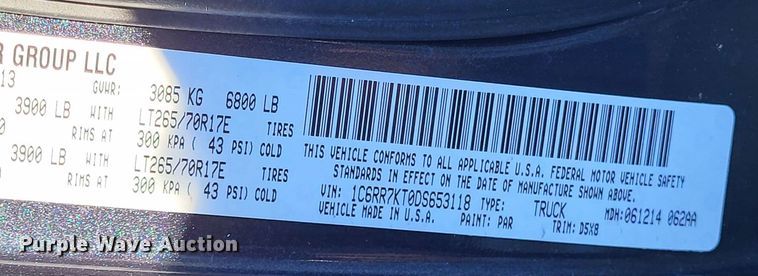 R GROUP LLC
13 GVWR: 3085 KG 6800 LB
3900 LB WITH LT265/70R17E TIRES
0 RIMS AT 300 KPA ( 43 PSI) COLD
3900 LB WITH LT265/70R17E TIRES
RIMS AT 300 KPA ( 43 PSI) COLD
THIS VEHICLE CONFORMS TO ALL APPLICABLE U.S.A. FEDERAL MOTOR VEHICLE SAFETY
STANDARDS IN EFFECT ON THE DATE OF MANUFACTURE SHOWN ABOVE.
VIN: 1C6RR7KT0DS653118 TYPE: TRUCK MDH: 061214 062AA
VEHICLE MADE IN U.S.A. PAINT: PAR TRIM: D5X8
Purple Wave Auction